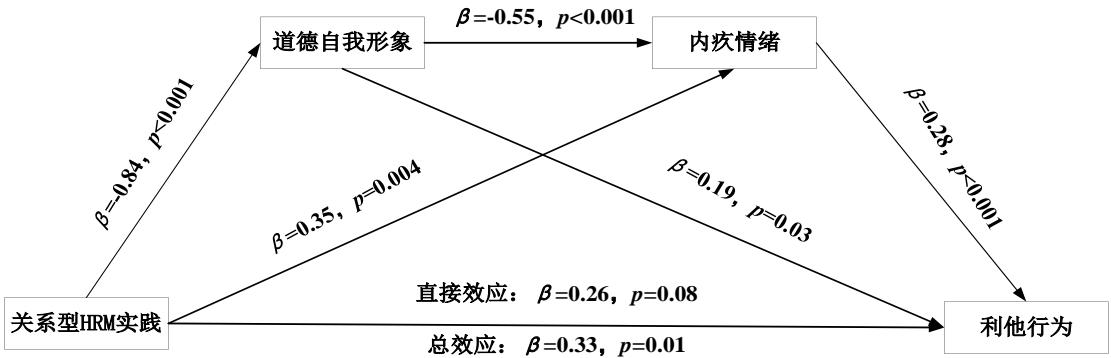 β=-0.55，p<0.001
道德自我形象
内疚情绪
β=-0.84，p<0.001
β=0.35，p=0.004
β=0.19，p=0.03
β=0.28，p<0.001
直接效应：β=0.26，p=0.08
关系型HRM实践
利他行为
总效应：β=0.33，p=0.01